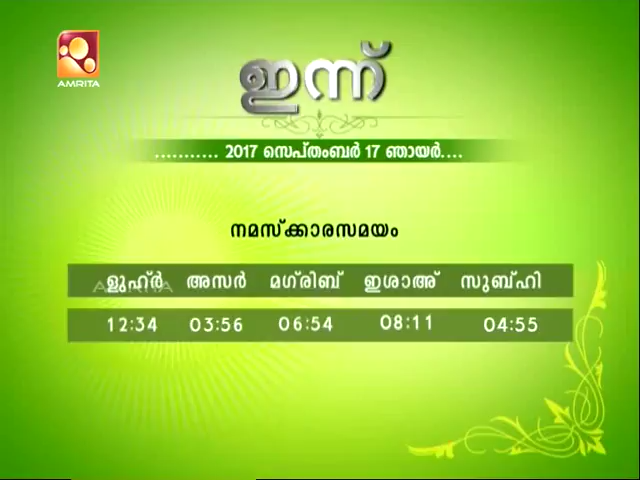 AMRITA
ഇന്ന്
........... 2017 സെപ്തംബർ 17 ഞായർ....
നമസ്ക്കാരസമയം
ളുഹ്ർ അസർ മഗ്‌രിബ് ഇശാഅ് സുബ്ഹി
12:34 03:56 06:54 08:11 04:55